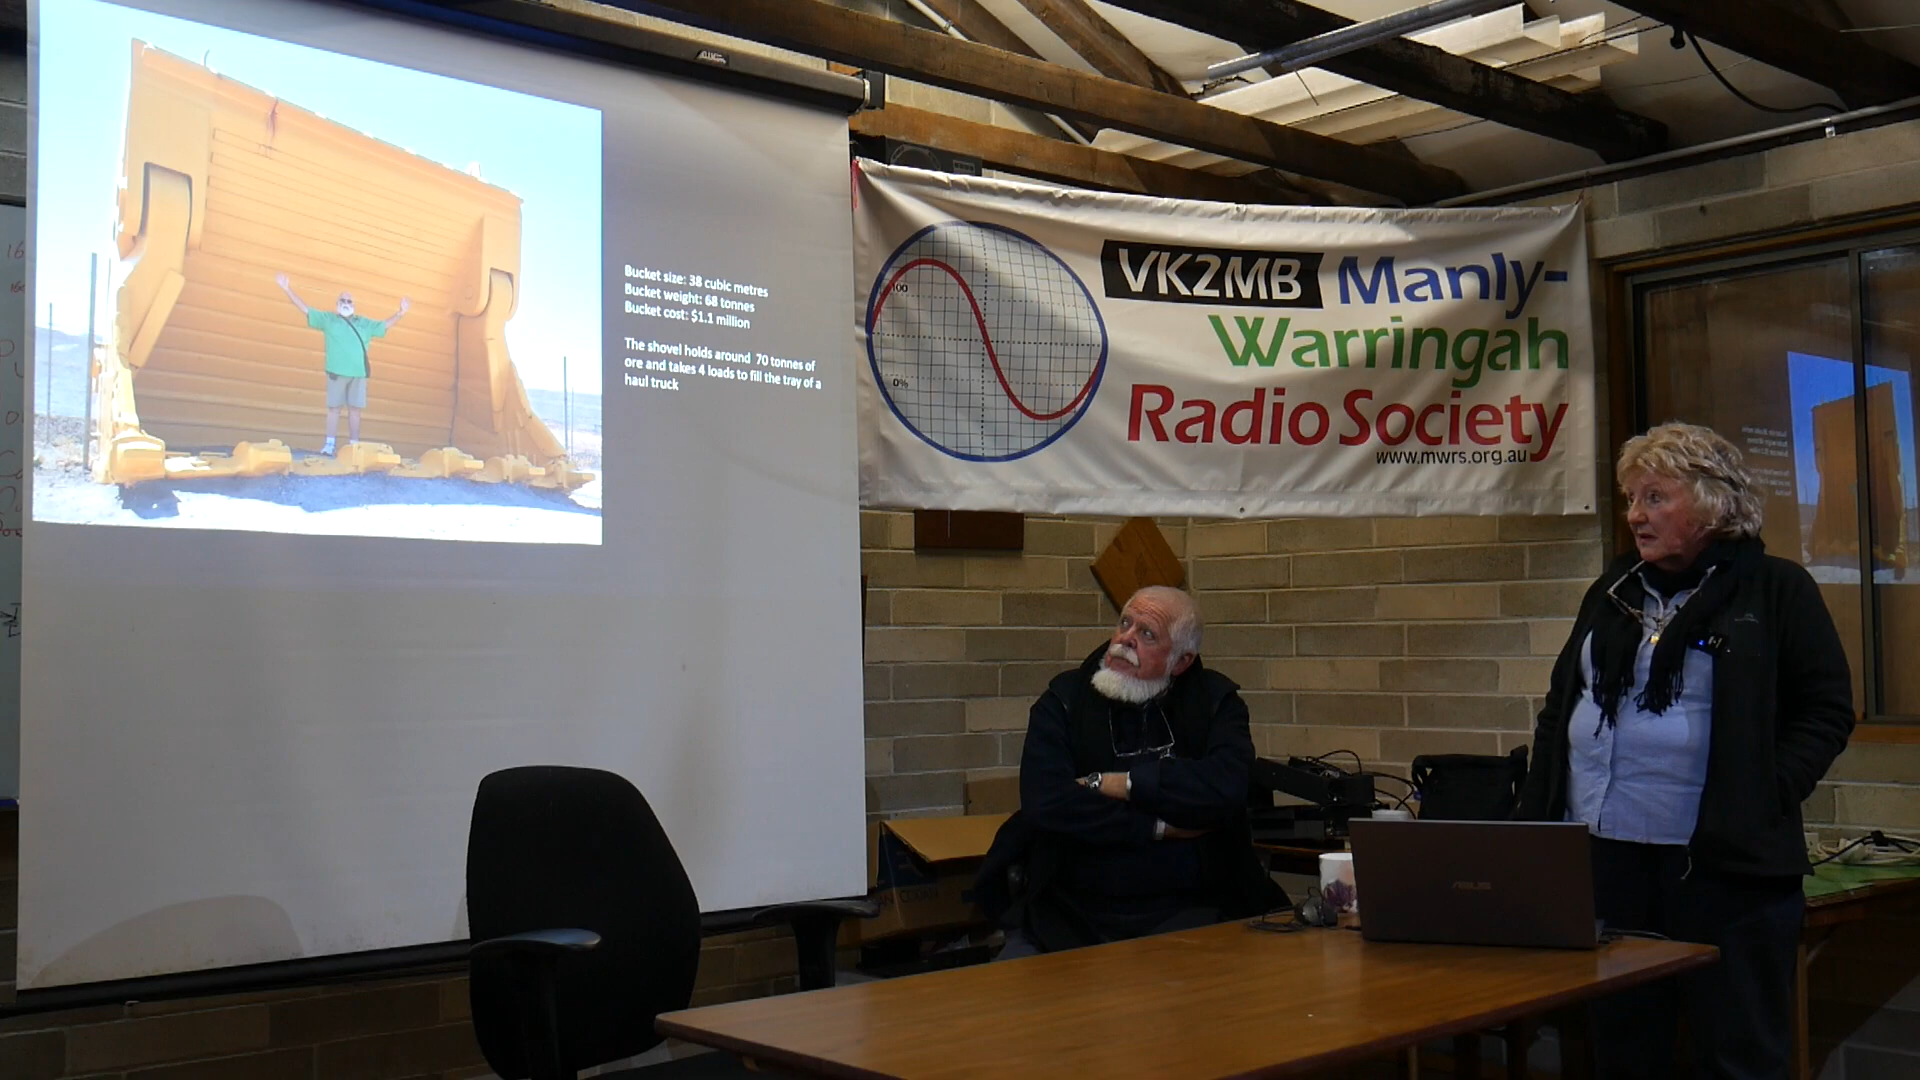 Bucket size: 38 cubic metres
Bucket weight: 68 tonnes
Bucket cost: $1.1 million
The shovel holds around 70 tonnes of
ore and takes 4 loads to fill the tray of a
haul truck
100
0%
VK2MB Manly-
Warringah
Radio Society
www.mwrs.org.au
ASUS